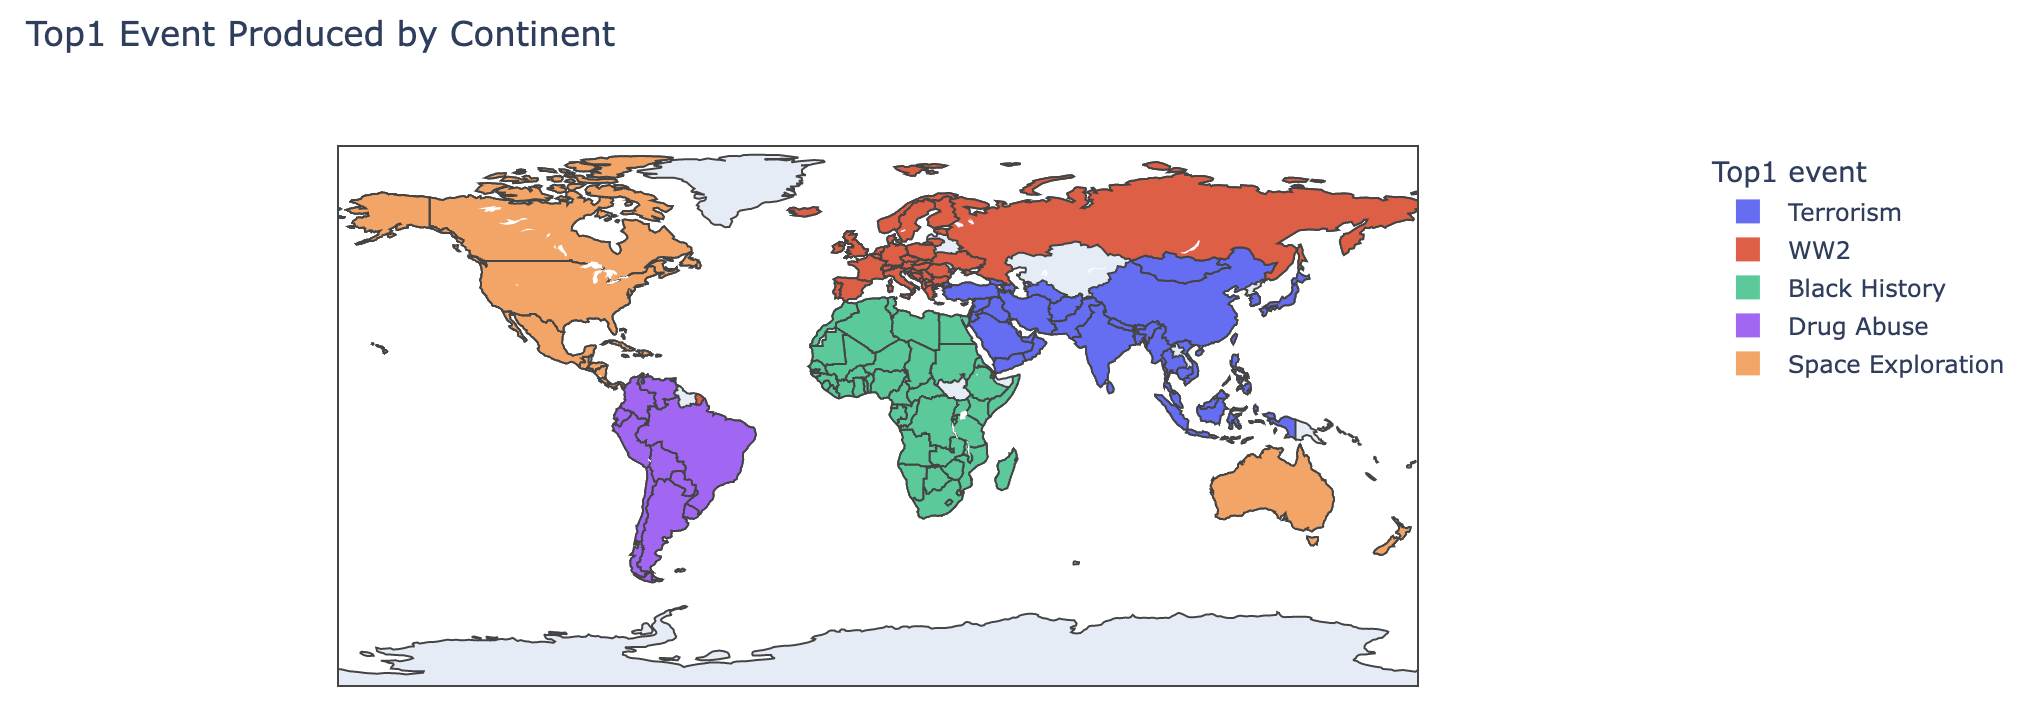 Top1 Event Produced by Continent
Top1 event
Terrorism
WW2
Black History
Drug Abuse
Space Exploration